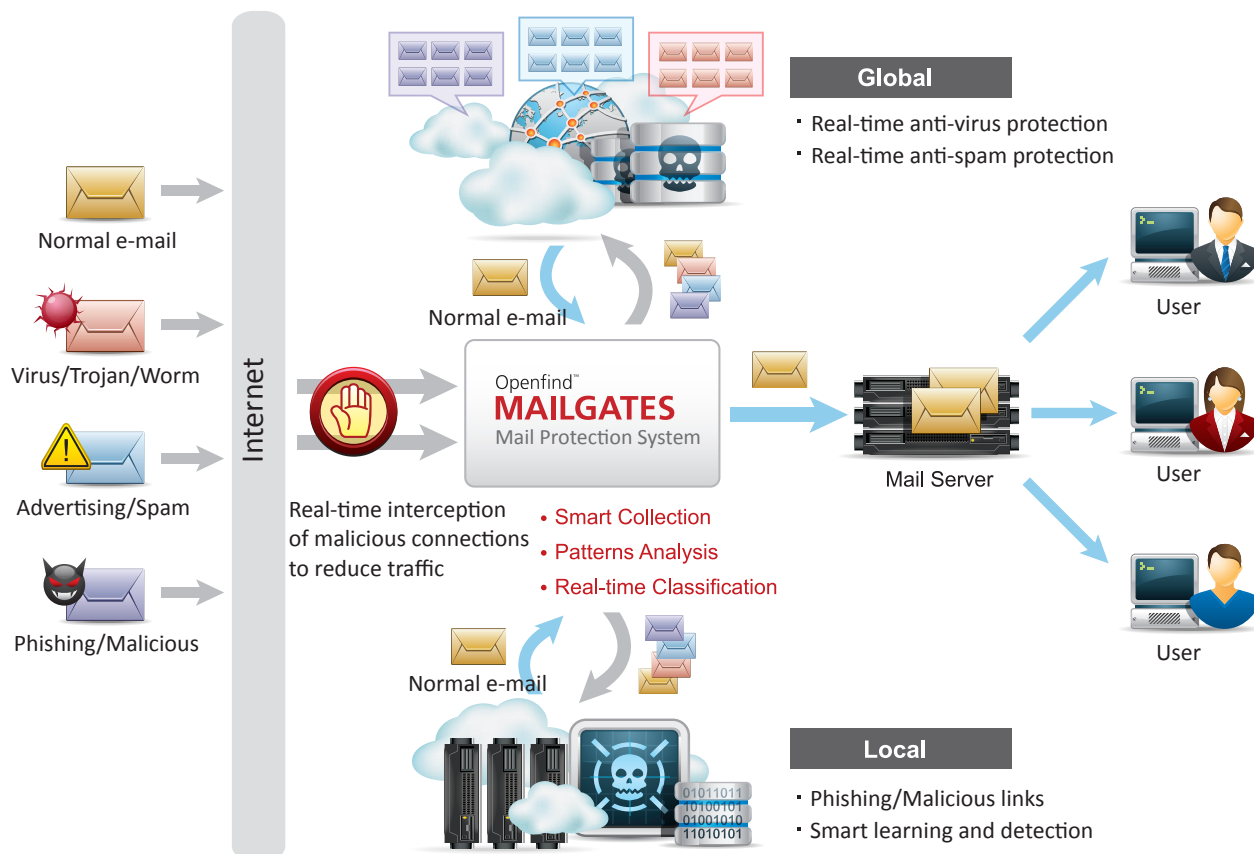 Global
· Real-time anti-virus protection
· Real-time anti-spam protection
Normal e-mail
Virus/Trojan/Worm
Advertising/Spam
Phishing/Malicious
Internet
Normal e-mail
Openfind™
MAILGATES
Mail Protection System
Real-time interception
of malicious connections
to reduce traffic
• Smart Collection
• Patterns Analysis
• Real-time Classification
Normal e-mail
Mail Server
User
User
User
01011011
10100101
01001010
11010101
Local
· Phishing/Malicious links
· Smart learning and detection